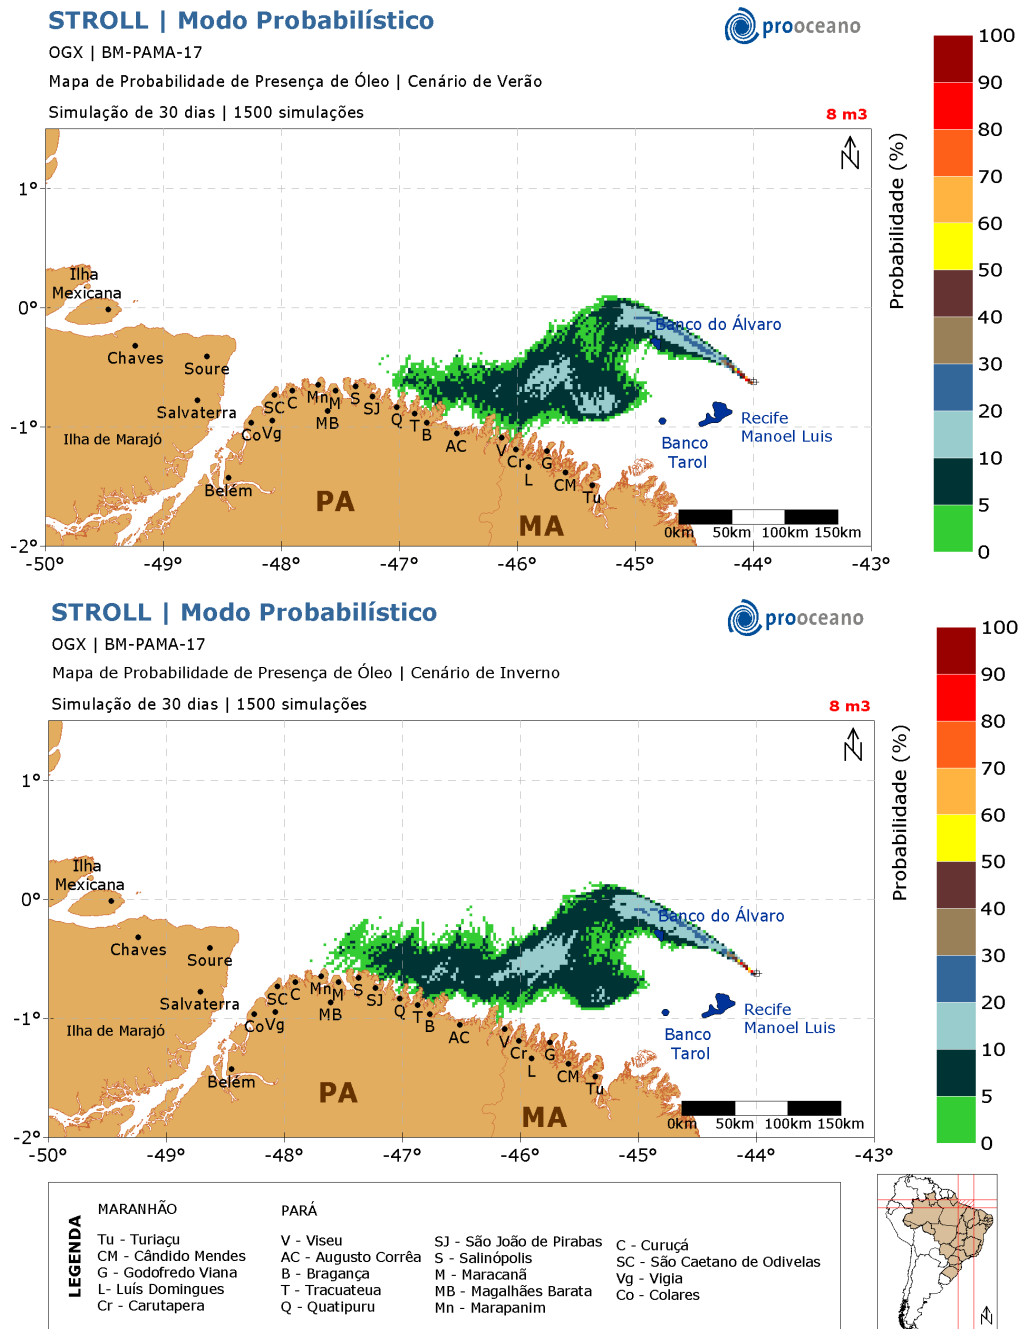 STROLL | Modo Probabilístico
prooceano
OGX | BM-PAMA-17
Mapa de Probabilidade de Presença de Óleo | Cenário de Verão
Simulação de 30 dias | 1500 simulações
8 m3
N
100
90
80
70
60
50
40
30
20
10
5
0
Probabilidade (%)
1°
0°
-1°
-2°
Ilha
Mexicana
Chaves
Soure
Salvaterra
Ilha de Marajó
Belém
Co
Vg
SC
C
Mn
M
MB
S
SJ
Q
T
B
AC
V
Cr
L
G
CM
Tu
PA
MA
Banco do Álvaro
Recife
Manoel Luis
Banco
Tarol
0km 50km 100km 150km
-50° -49° -48° -47° -46° -45° -44° -43°
STROLL | Modo Probabilístico
prooceano
OGX | BM-PAMA-17
Mapa de Probabilidade de Presença de Óleo | Cenário de Inverno
Simulação de 30 dias | 1500 simulações
8 m3
N
100
90
80
70
60
50
40
30
20
10
5
0
Probabilidade (%)
1°
0°
-1°
-2°
Ilha
Mexicana
Chaves
Soure
Salvaterra
Ilha de Marajó
Belém
Co
Vg
SC
C
Mn
M
MB
S
SJ
Q
T
B
AC
V
Cr
L
G
CM
Tu
PA
MA
Banco do Álvaro
Recife
Manoel Luis
Banco
Tarol
0km 50km 100km 150km
-50° -49° -48° -47° -46° -45° -44° -43°
LEGENDA
MARANHÃO
Tu - Turiaçu
CM - Cândido Mendes
G - Godofredo Viana
L- Luís Domingues
Cr - Carutapera
PARÁ
V - Viseu
AC - Augusto Corrêa
B - Bragança
T - Tracuateua
Q - Quatipuru
SJ - São João de Pirabas
S - Salinópolis
M - Maracanã
MB - Magalhães Barata
Mn - Marapanim
C - Curuçá
SC - São Caetano de Odivelas
Vg - Vigia
Co - Colares
N